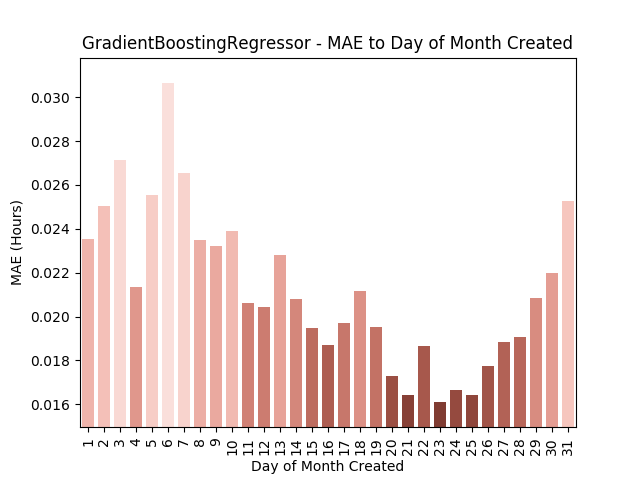 GradientBoostingRegressor - MAE to Day of Month Created
MAE (Hours)
0.030
0.028
0.026
0.024
0.022
0.020
0.018
0.016
1 2 3 4 5 6 7 8 9 10 11 12 13 14 15 16 17 18 19 20 21 22 23 24 25 26 27 28 29 30 31
Day of Month Created